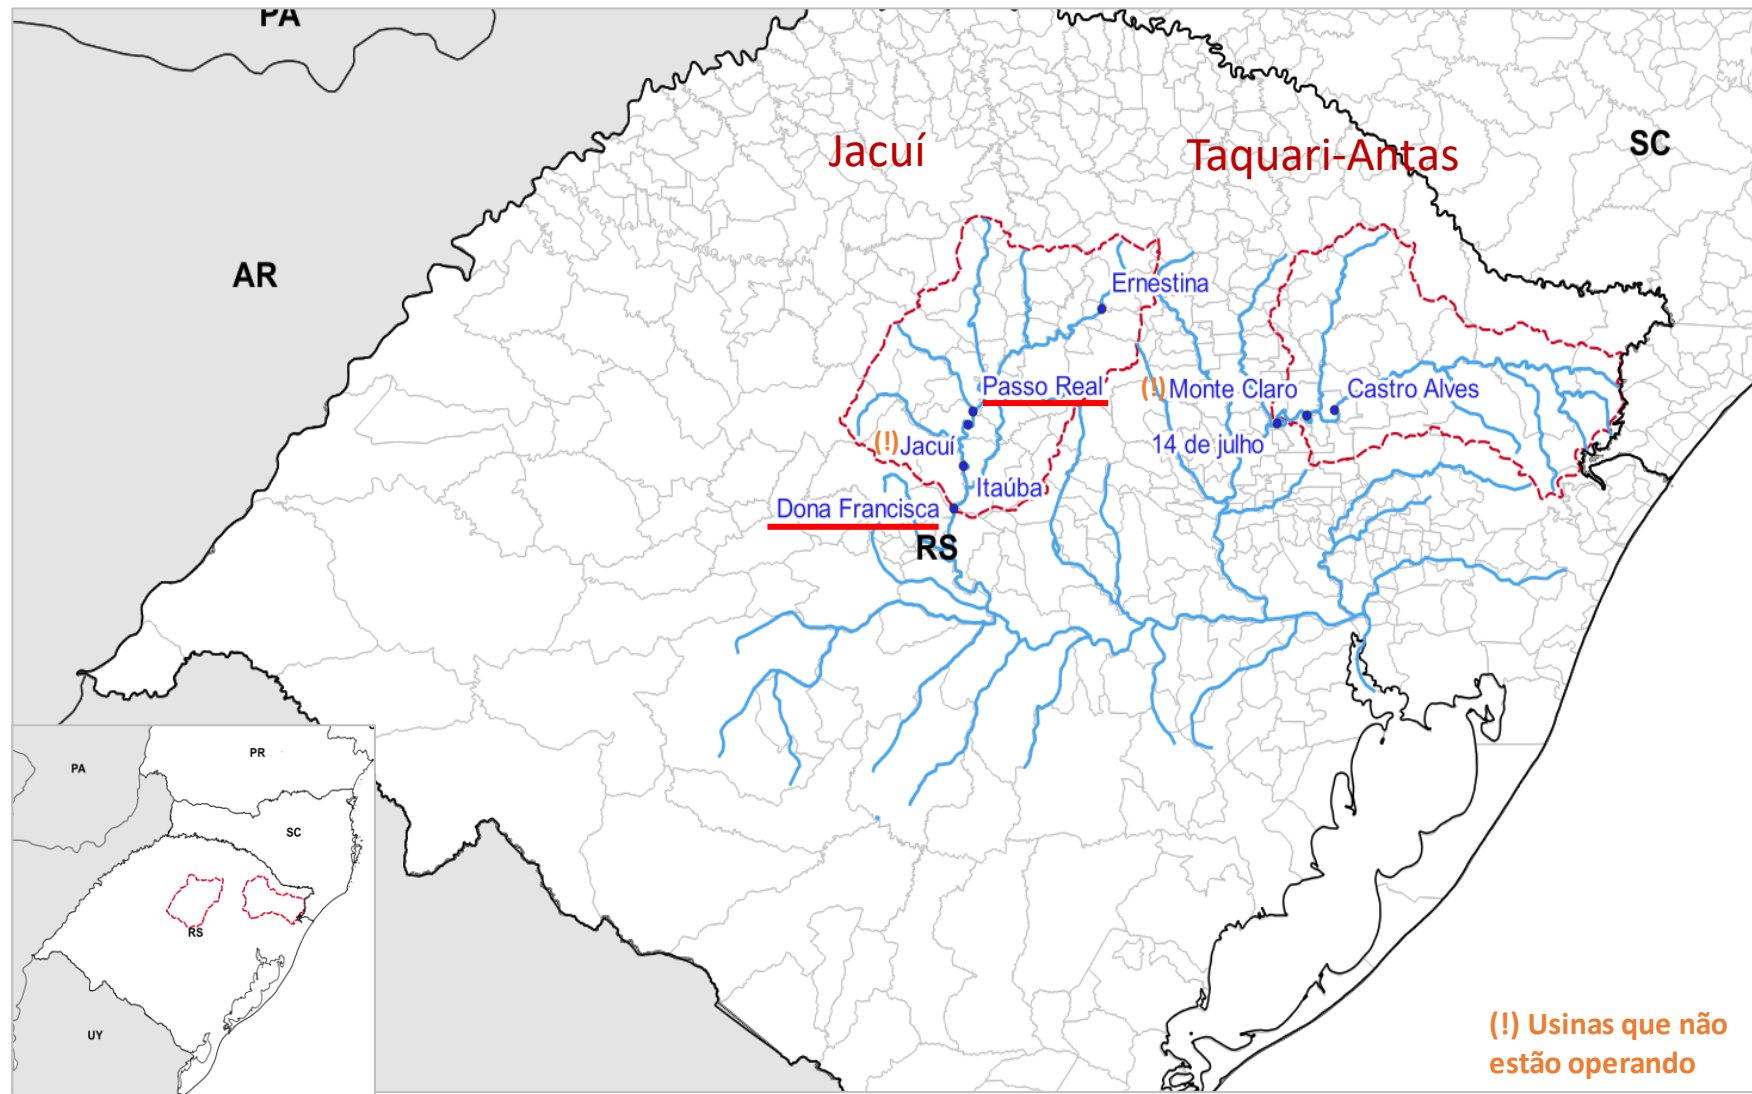 PA
Jacuí
Taquari-Antas
SC
AR
Ernestina
Passo Real
(!) Monte Claro
Castro Alves
(!) Jacuí
14 de julho
Itaúba
Dona Francisca
RS
PR
PA
SC
RS
UY
(!) Usinas que não
estão operando